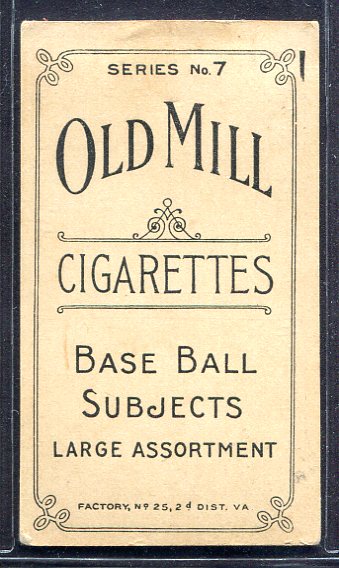 SERIES No. 7
OLD MILL
CIGARETTES
BASE BALL
SUBJECTS
LARGE ASSORTMENT
FACTORY, Nº 25, 2d DIST. VA